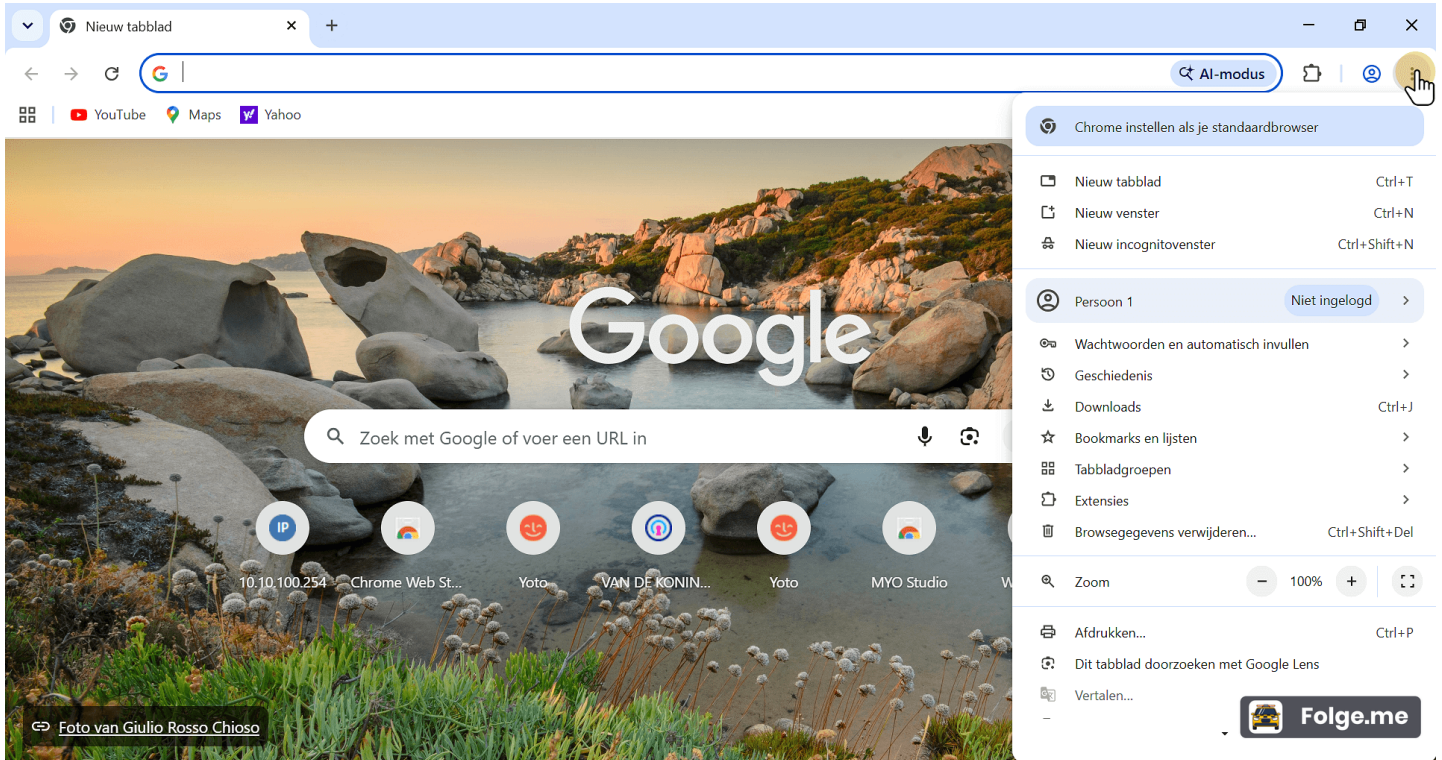 Nieuw tabblad
AI-modus
YouTube
Maps
Yahoo
Chrome instellen als je standaardbrowser
Nieuw tabblad Ctrl+T
Nieuw venster Ctrl+N
Nieuw incognitovenster Ctrl+Shift+N
Persoon 1 Niet ingelogd
Wachtwoorden en automatisch invullen
Geschiedenis
Downloads Ctrl+J
Bookmarks en lijsten
Tabbladgroepen
Extensies
Browsegegevens verwijderen... Ctrl+Shift+Del
Zoom 100%
Afdrukken... Ctrl+P
Dit tabblad doorzoeken met Google Lens
Vertalen...
Google
Zoek met Google of voer een URL in
IP
10.10.100.254
Chrome Web St...
Yoto
VAN DE KONIN...
Yoto
MYO Studio
Foto van Giulio Rosso Chioso
Folge.me